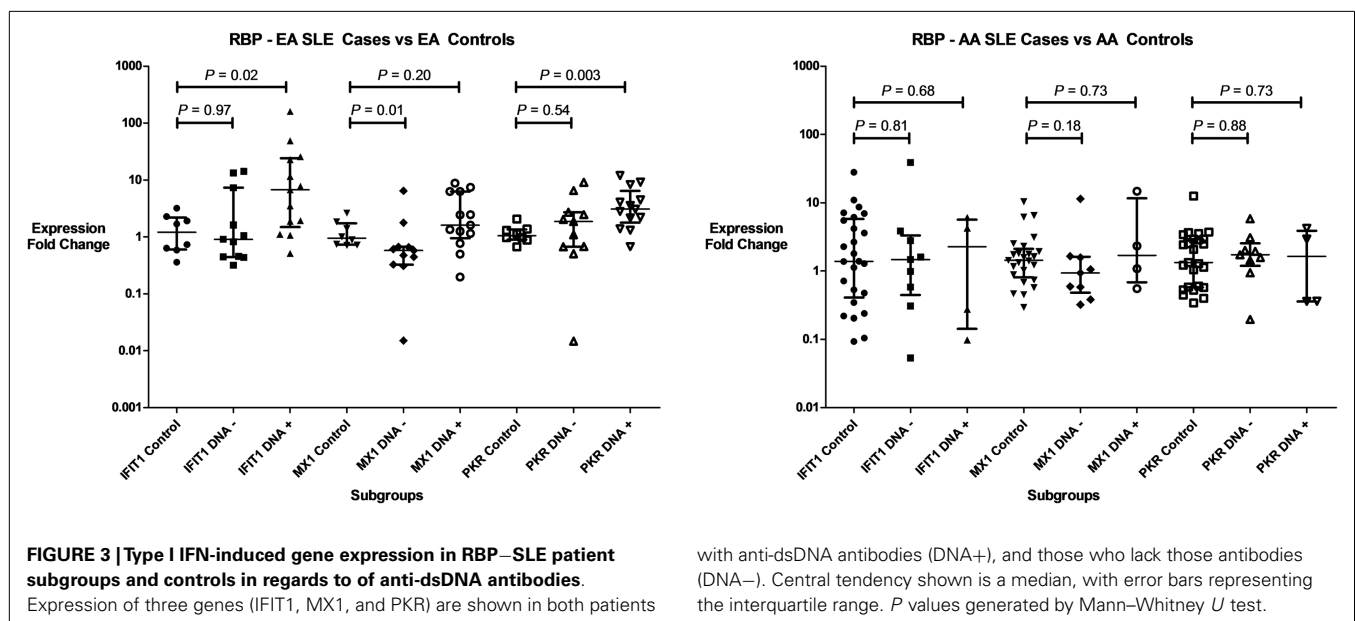 RBP - EA SLE Cases vs EA Controls
1000
100
10
1
0.1
0.01
0.001
Expression
Fold Change
P = 0.02
P = 0.97
P = 0.20
P = 0.01
P = 0.003
P = 0.54
IFIT1 Control
IFIT1 DNA -
IFIT1 DNA +
MX1 Control
MX1 DNA -
MX1 DNA +
PKR Control
PKR DNA -
PKR DNA +
Subgroups
RBP - AA SLE Cases vs AA Controls
1000
100
10
1
0.1
0.01
Expression
Fold Change
P = 0.68
P = 0.81
P = 0.73
P = 0.18
P = 0.73
P = 0.88
IFIT1 Control
IFIT1 DNA -
IFIT1 DNA +
MX1 Control
MX1 DNA -
MX1 DNA +
PKR Control
PKR DNA -
PKR DNA +
Subgroups
FIGURE 3 | Type I IFN-induced gene expression in RBP−SLE patient
subgroups and controls in regards to of anti-dsDNA antibodies.
Expression of three genes (IFIT1, MX1, and PKR) are shown in both patients
with anti-dsDNA antibodies (DNA+), and those who lack those antibodies
(DNA−). Central tendency shown is a median, with error bars representing
the interquartile range. P values generated by Mann–Whitney U test.